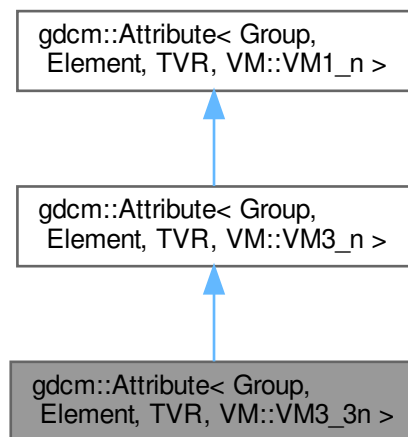 gdcm::Attribute< Group,
Element, TVR, VM::VM1_n >
gdcm::Attribute< Group,
Element, TVR, VM::VM3_n >
gdcm::Attribute< Group,
Element, TVR, VM::VM3_3n >